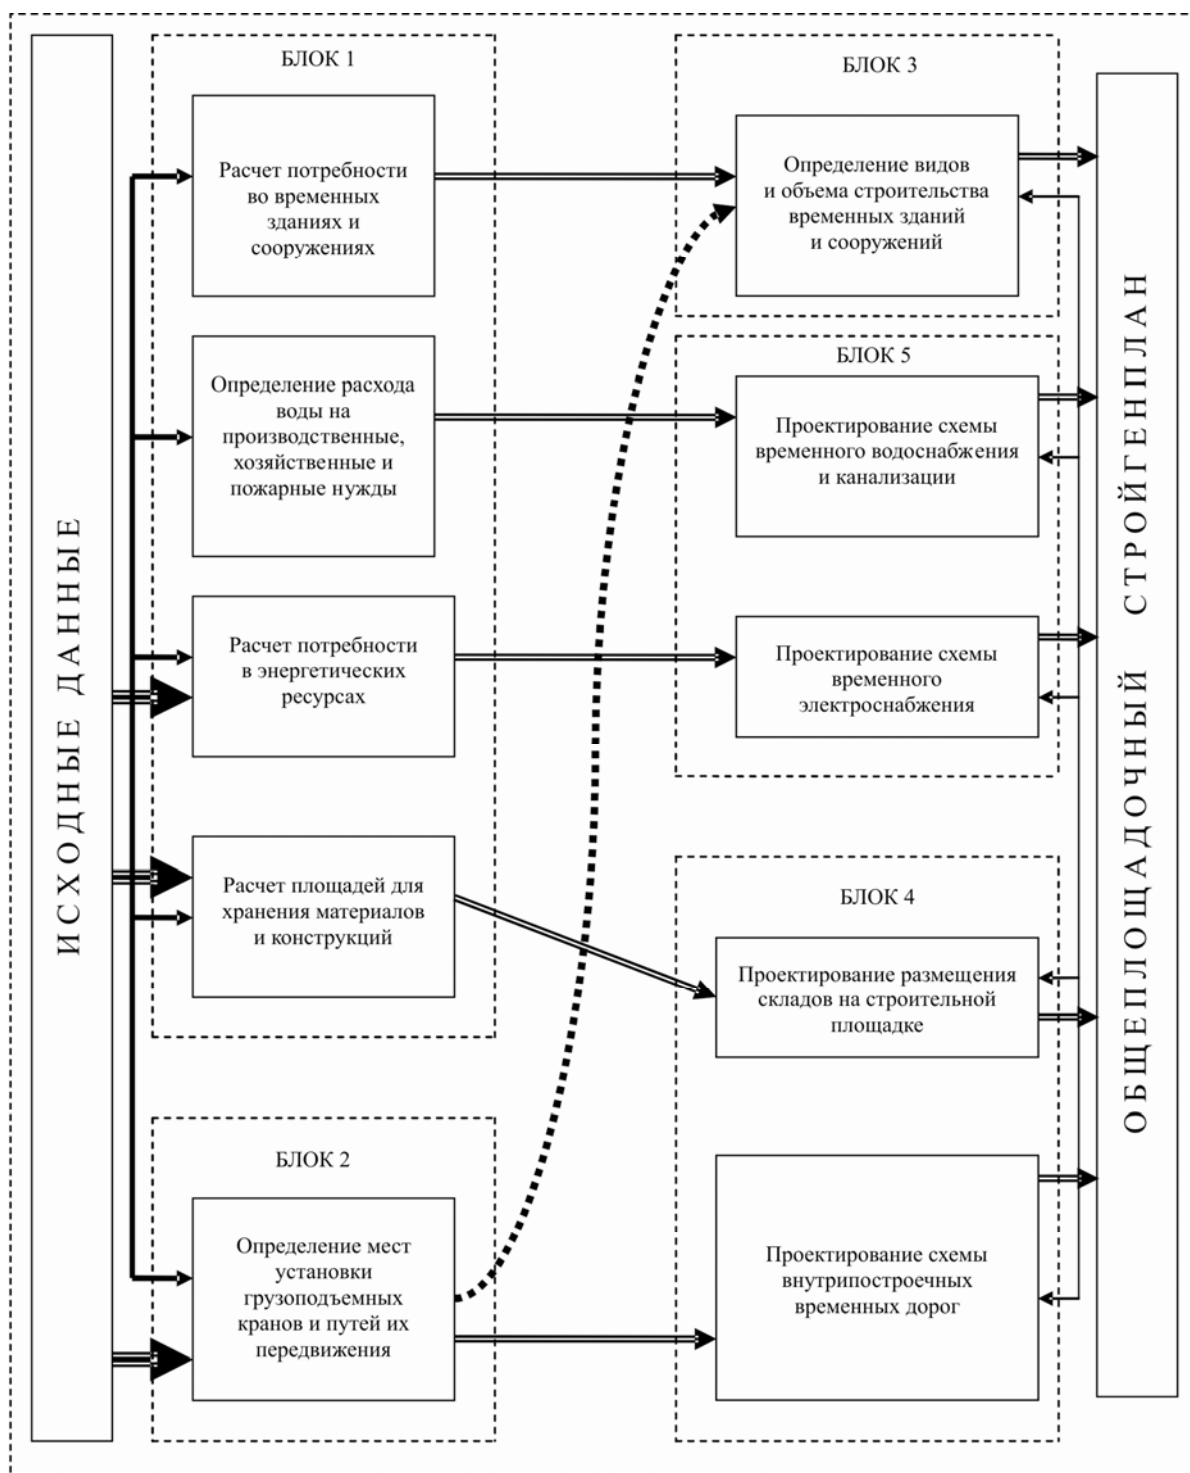 ИСХОДНЫЕ ДАННЫЕ
БЛОК 1
Расчет потребности
во временных
зданиях и
сооружениях
Определение расхода
воды на
производственные,
хозяйственные и
пожарные нужды
Расчет потребности
в энергетических
ресурсах
Расчет площадей для
хранения материалов
и конструкций
БЛОК 2
Определение мест
установки
грузоподъемных
кранов и путей их
передвижения
БЛОК 3
Определение видов
и объема строительства
временных зданий
и сооружений
БЛОК 5
Проектирование схемы
временного водоснабжения
и канализации
Проектирование схемы
временного
электроснабжения
БЛОК 4
Проектирование размещения
складов на строительной
площадке
Проектирование схемы
внутрипостроечных
временных дорог
ОБЩЕПЛОЩАДОЧНЫЙ СТРОЙГЕНПЛАН